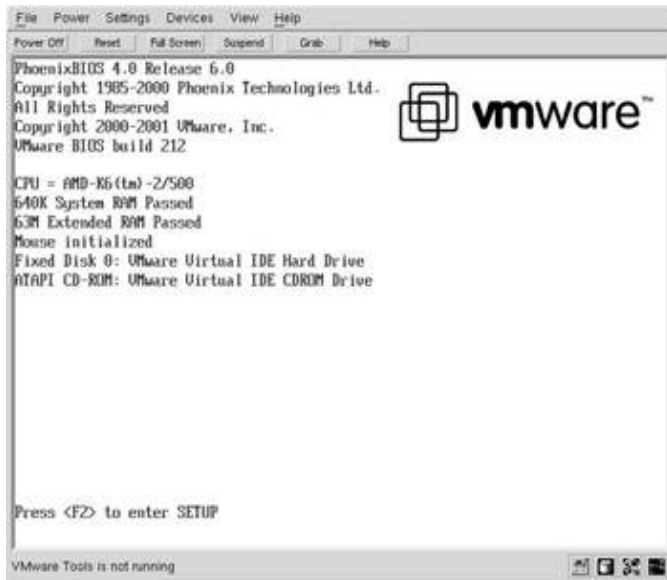 File Power Settings Devices View Help
Power Off Reset Full Screen Suspend Grab Help
PhoenixBIOS 4.0 Release 6.0
Copyright 1985-2000 Phoenix Technologies Ltd.
All Rights Reserved
Copyright 2000-2001 VMware, Inc.
VMware BIOS build 212
vmware™
CPU = AMD-K6(tm)-2/500
640K System RAM Passed
63M Extended RAM Passed
Mouse initialized
Fixed Disk 0: VMware Virtual IDE Hard Drive
ATAPI CD-ROM: VMware Virtual IDE CDROM Drive
Press <F2> to enter SETUP
VMware Tools is not running